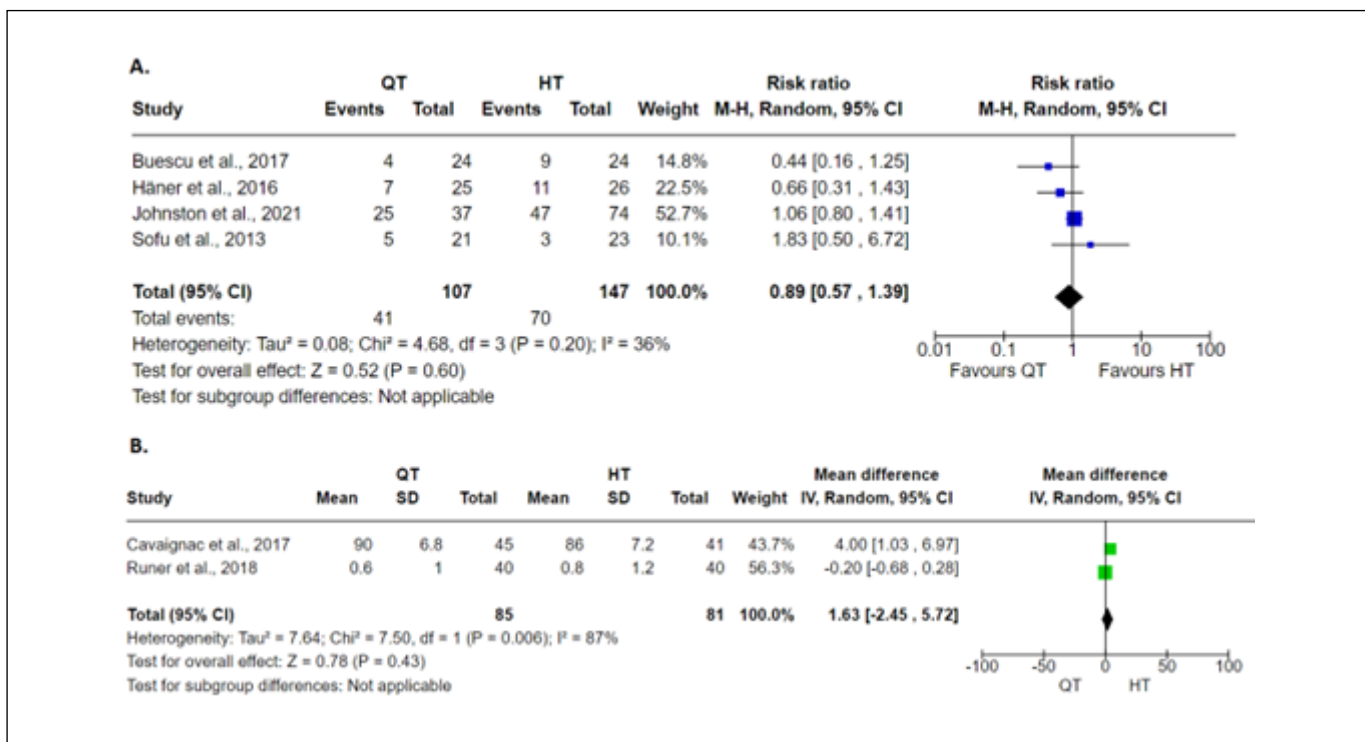 A.
QT HT Risk ratio Risk ratio
Study Events Total Events Total Weight M-H, Random, 95% CI M-H, Random, 95% CI
Buescu et al., 2017 4 24 9 24 14.8% 0.44 [0.16 , 1.25]
Häner et al., 2016 7 25 11 26 22.5% 0.66 [0.31 , 1.43]
Johnston et al., 2021 25 37 47 74 52.7% 1.06 [0.80 , 1.41]
Sofu et al., 2013 5 21 3 23 10.1% 1.83 [0.50 , 6.72]
Total (95% CI) 107 147 100.0% 0.89 [0.57 , 1.39]
Total events: 41 70
Heterogeneity: Tau² = 0.08; Chi² = 4.68, df = 3 (P = 0.20); I² = 36%
Test for overall effect: Z = 0.52 (P = 0.60)
Test for subgroup differences: Not applicable
0.01 0.1 1 10 100
Favours QT Favours HT
B.
QT HT Mean difference Mean difference
Study Mean SD Total Mean SD Total Weight IV, Random, 95% CI IV, Random, 95% CI
Cavaignac et al., 2017 90 6.8 45 86 7.2 41 43.7% 4.00 [1.03 , 6.97]
Runer et al., 2018 0.6 1 40 0.8 1.2 40 56.3% -0.20 [-0.68 , 0.28]
Total (95% CI) 85 81 100.0% 1.63 [-2.45 , 5.72]
Heterogeneity: Tau² = 7.64; Chi² = 7.50, df = 1 (P = 0.006); I² = 87%
Test for overall effect: Z = 0.78 (P = 0.43)
Test for subgroup differences: Not applicable
-100 -50 0 50 100
QT HT